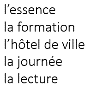 l’essence
la formation
l’hôtel de ville
la journée
la lecture